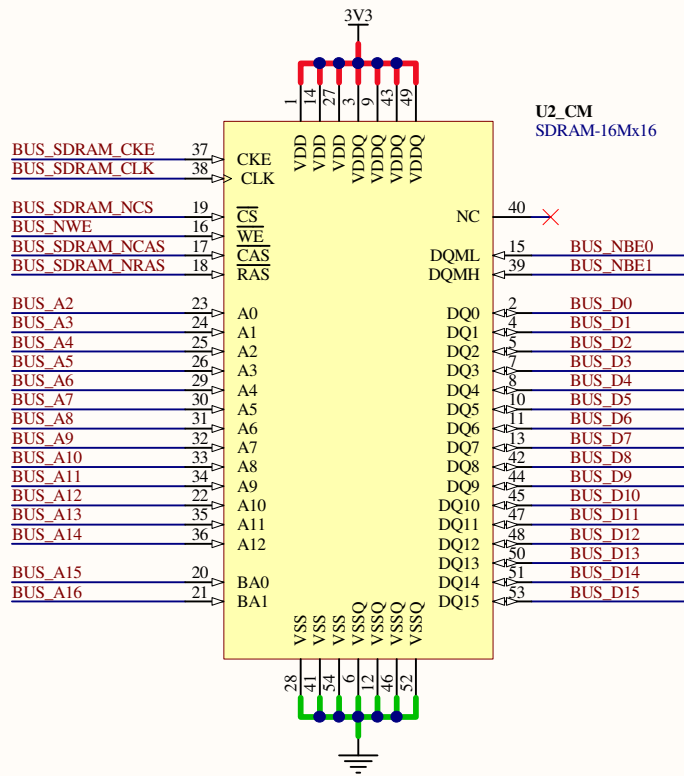 3V3
1 14 27 3 9 43 49
VDD VDD VDD VDDQ VDDQ VDDQ VDDQ
U2_CM
SDRAM-16Mx16
BUS_SDRAM_CKE 37 CKE
BUS_SDRAM_CLK 38 CLK
BUS_SDRAM_NCS 19 CS NC 40
BUS_NWE 16 WE
BUS_SDRAM_NCAS 17 CAS DQML 15 BUS_NBE0
BUS_SDRAM_NRAS 18 RAS DQMH 39 BUS_NBE1
BUS_A2 23 A0 DQ0 2 BUS_D0
BUS_A3 24 A1 DQ1 4 BUS_D1
BUS_A4 25 A2 DQ2 5 BUS_D2
BUS_A5 26 A3 DQ3 7 BUS_D3
BUS_A6 29 A4 DQ4 8 BUS_D4
BUS_A7 30 A5 DQ5 10 BUS_D5
BUS_A8 31 A6 DQ6 11 BUS_D6
BUS_A9 32 A7 DQ7 13 BUS_D7
BUS_A10 33 A8 DQ8 42 BUS_D8
BUS_A11 34 A9 DQ9 44 BUS_D9
BUS_A12 22 A10 DQ10 45 BUS_D10
BUS_A13 35 A11 DQ11 47 BUS_D11
BUS_A14 36 A12 DQ12 48 BUS_D12
DQ13 50 BUS_D13
BUS_A15 20 BA0 DQ14 51 BUS_D14
BUS_A16 21 BA1 DQ15 53 BUS_D15
VSS VSS VSS VSSQ VSSQ VSSQ VSSQ
28 41 54 6 12 46 52